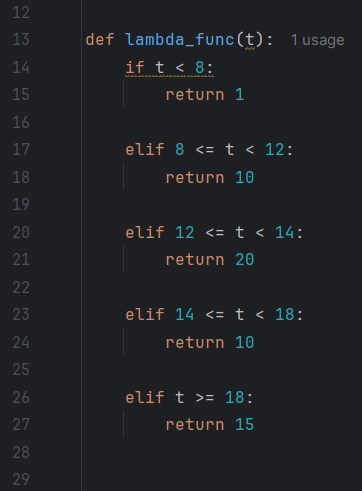 12
13 def lambda_func(t): 1 usage
14 if t < 8:
15 return 1
16
17 elif 8 <= t < 12:
18 return 10
19
20 elif 12 <= t < 14:
21 return 20
22
23 elif 14 <= t < 18:
24 return 10
25
26 elif t >= 18:
27 return 15
28
29